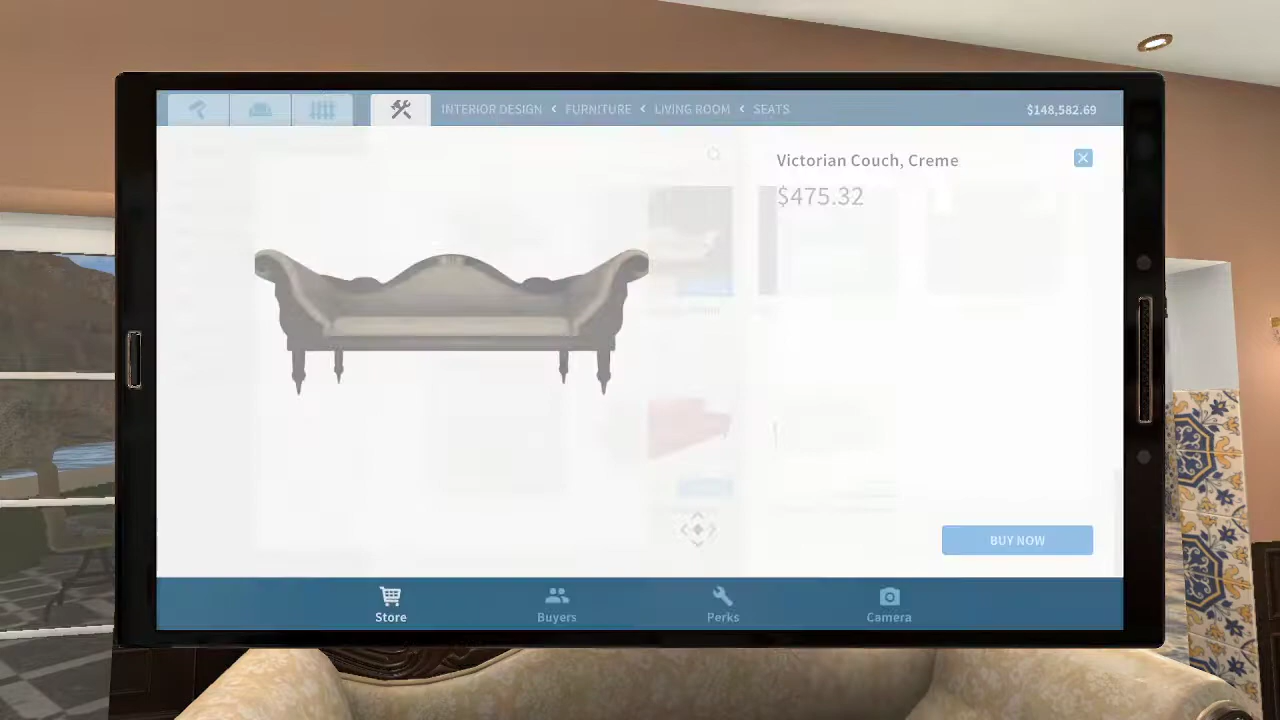 INTERIOR DESIGN < FURNITURE < LIVING ROOM < SEATS $148,582.69
Victorian Couch, Creme
$475.32
BUY NOW
Store Buyers Perks Camera